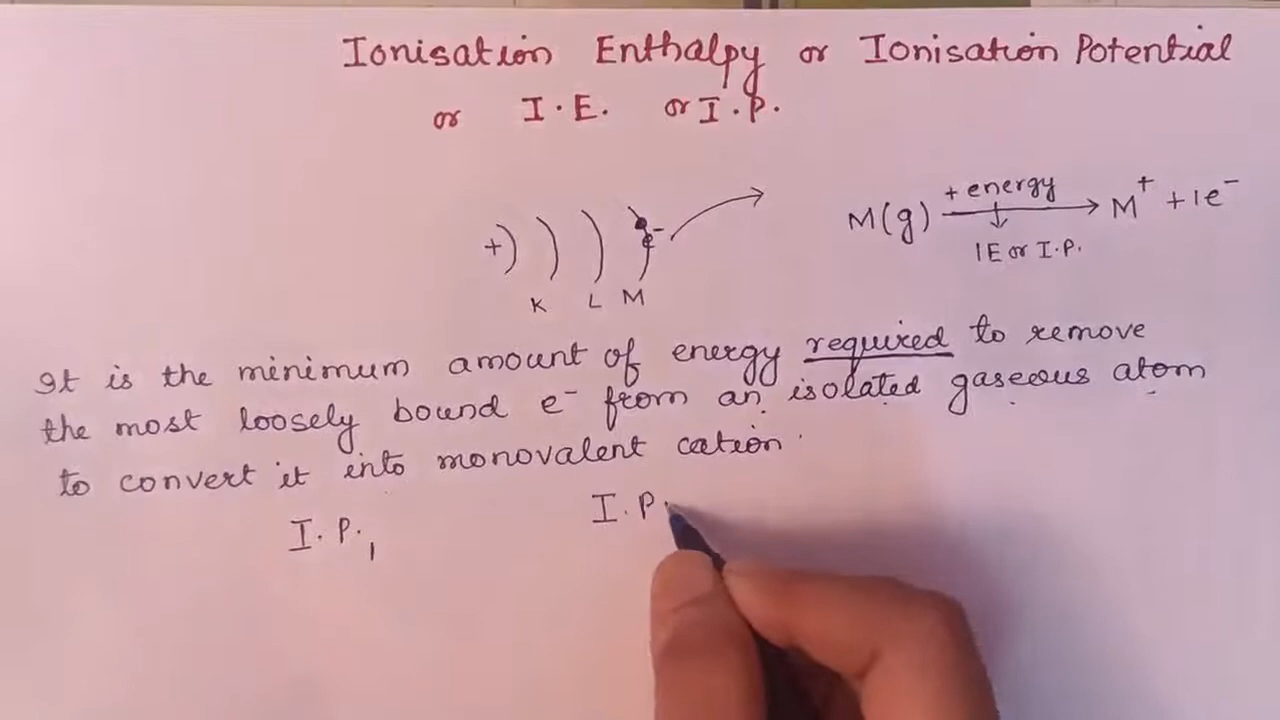 Ionisation Enthalpy or Ionisation Potential
or I.E. or I.P.
M(g) + energy → M⁺ + 1e⁻
IE or I.P.
+) ) ) e⁻
K L M
It is the minimum amount of energy required to remove
the most loosely bound e⁻ from an isolated gaseous atom
to convert it into monovalent cation.
I.P.₁ I.P.